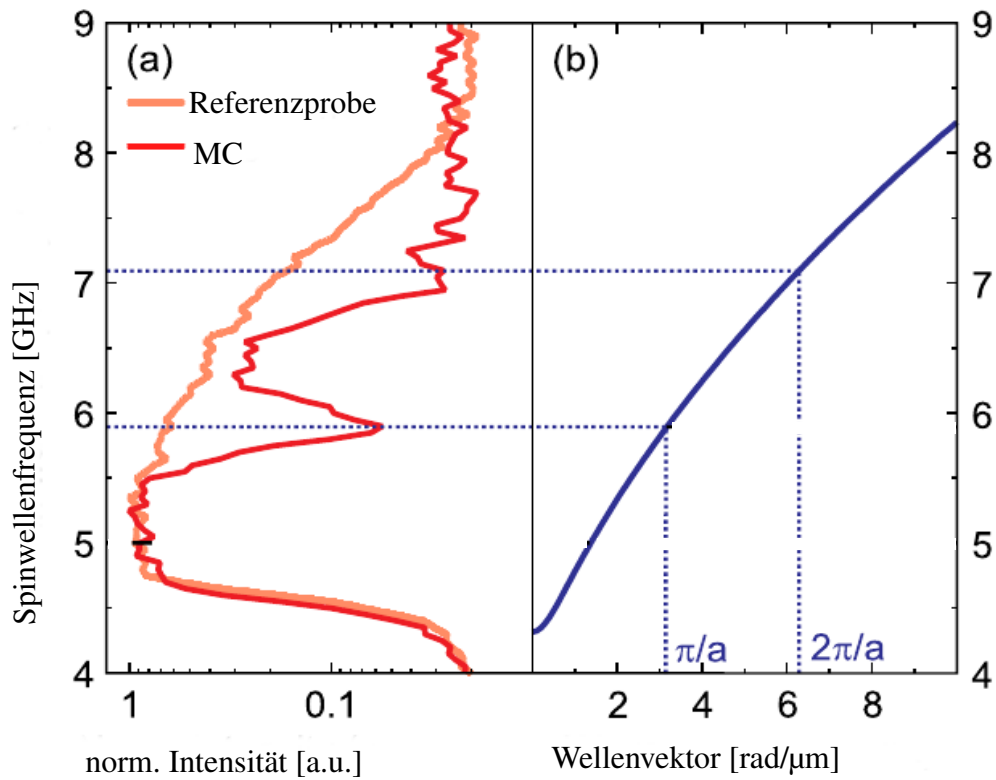 9
8
7
6
5
4
Spinwellenfrequenz [GHz]
(a)
Referenzprobe
MC
1
0.1
norm. Intensität [a.u.]
(b)
π/a
2π/a
2
4
6
8
Wellenvektor [rad/μm]
9
8
7
6
5
4